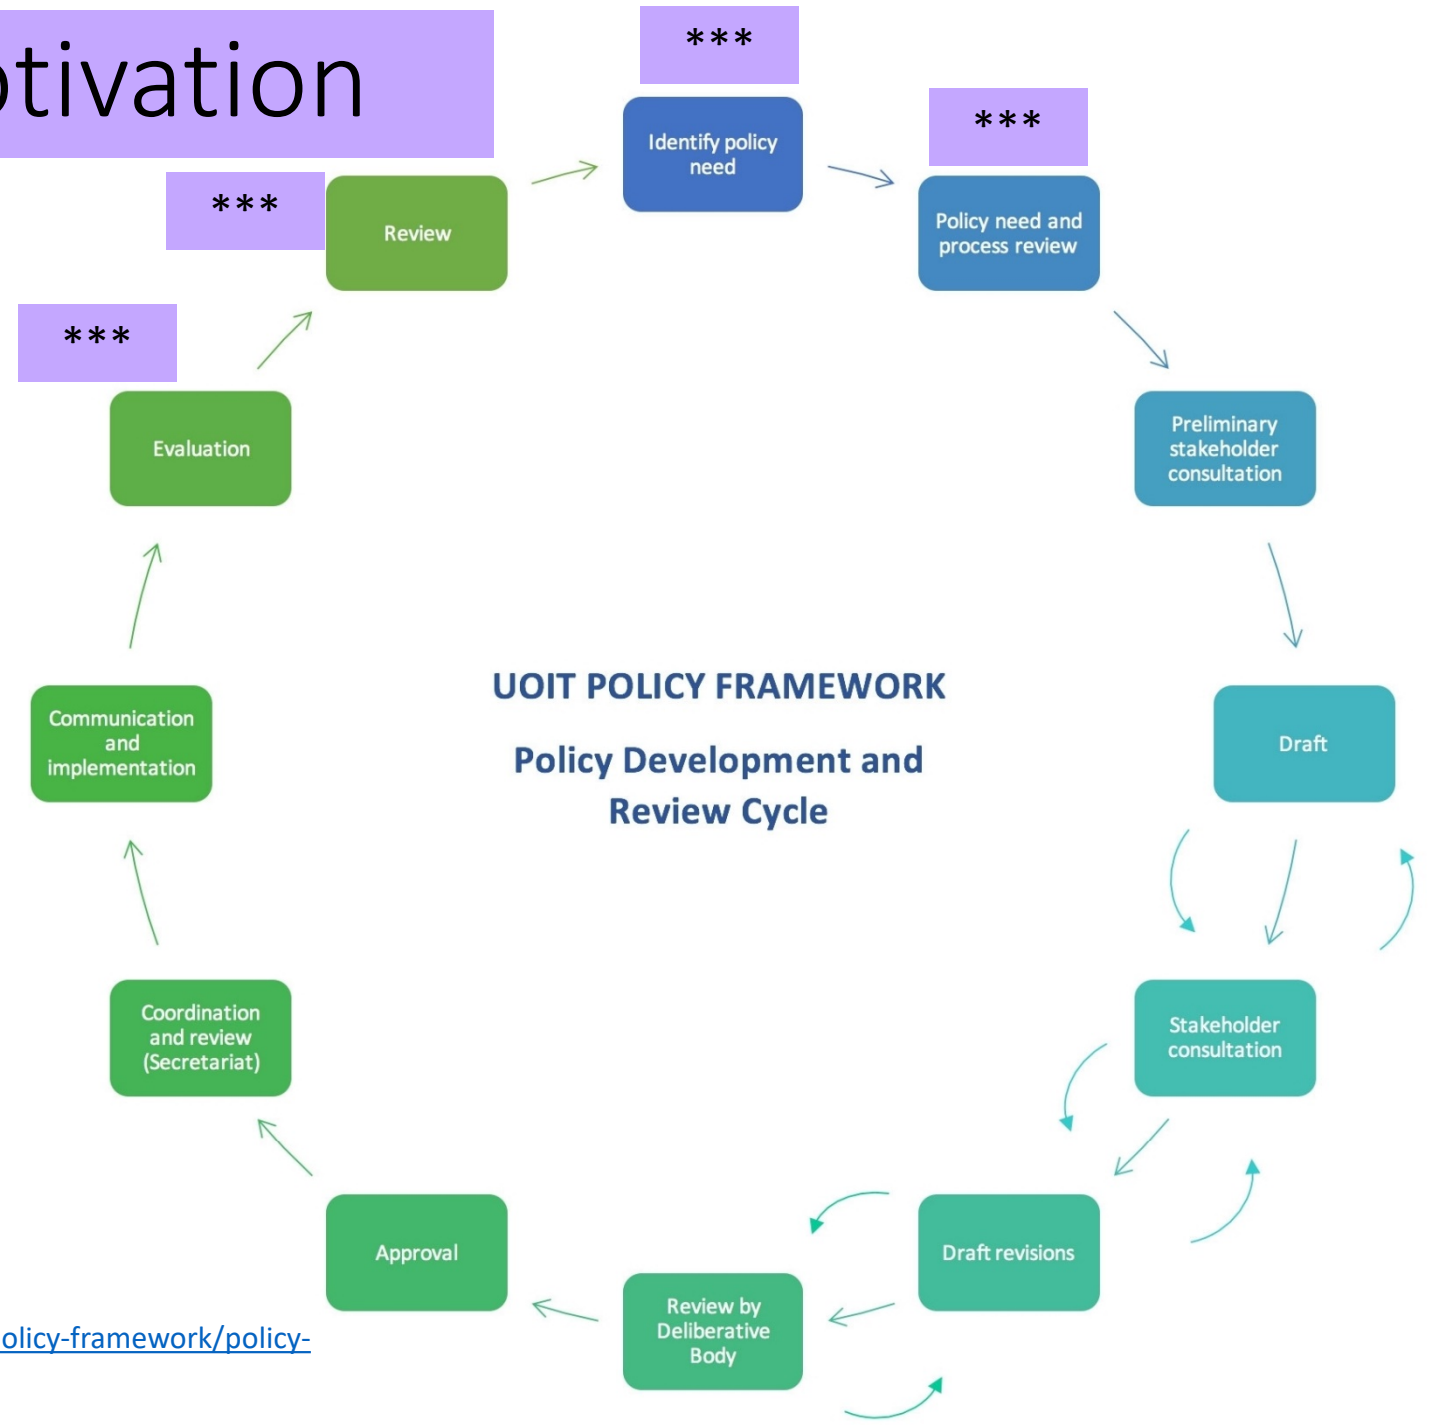 otivation
***
Identify policy
need
***
Policy need and
process review
Preliminary
stakeholder
consultation
Draft
Stakeholder
consultation
Draft revisions
Review by
Deliberative
Body
Approval
Coordination
and review
(Secretariat)
Communication
and
implementation
***
Evaluation
***
Review
UOIT POLICY FRAMEWORK
Policy Development and
Review Cycle
olicy-framework/policy-